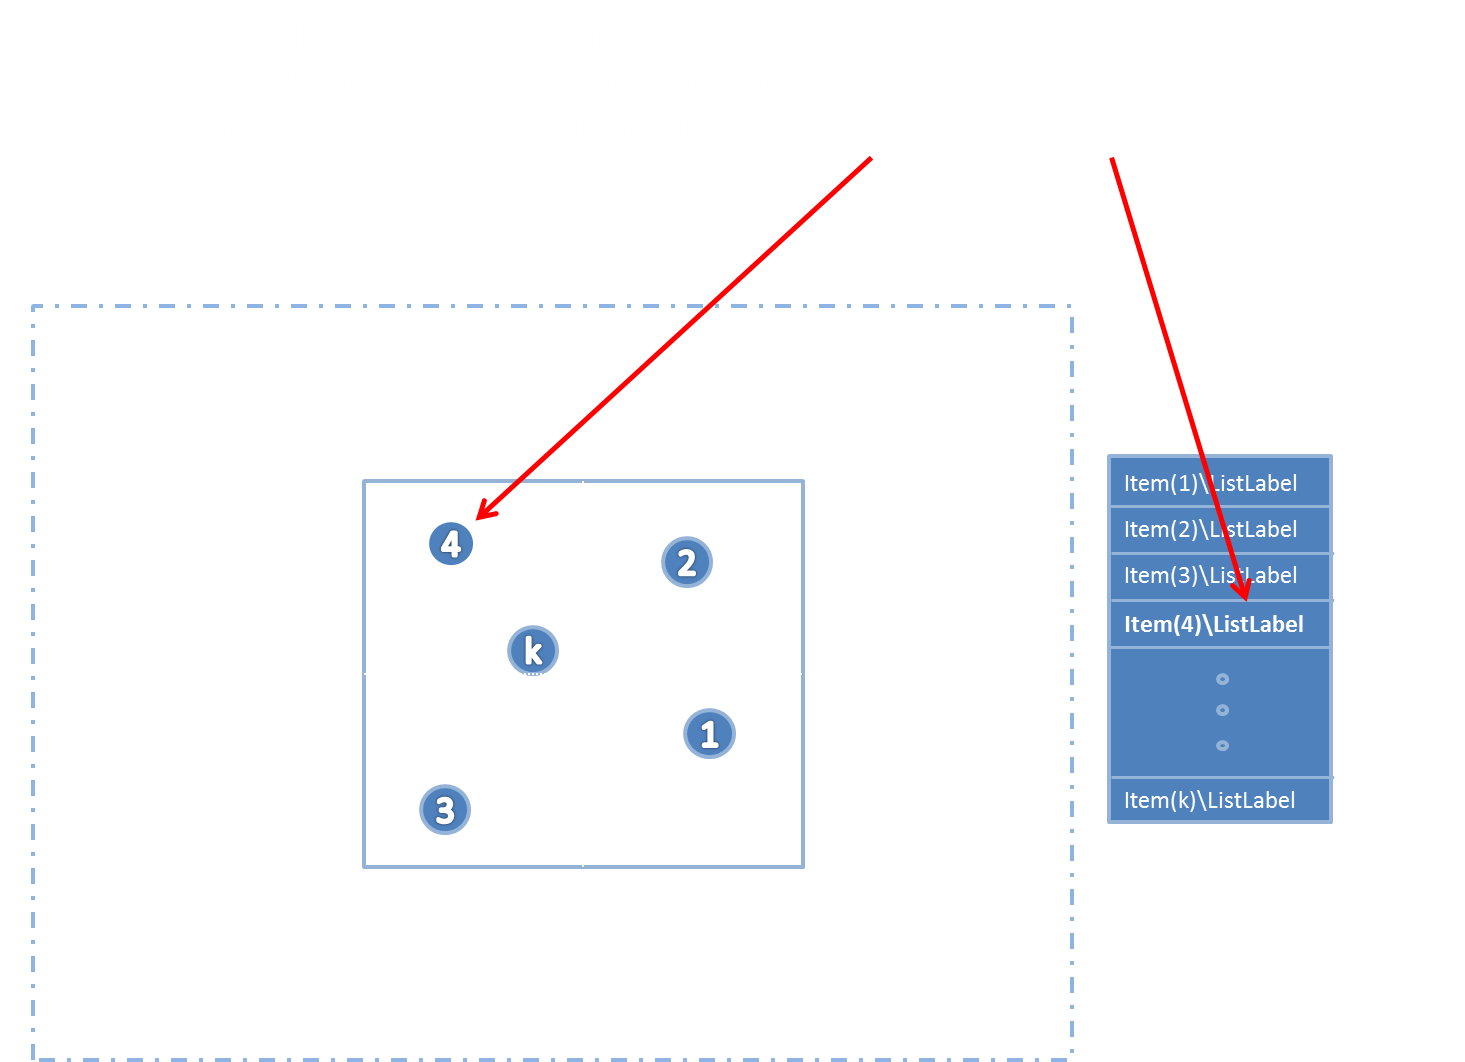 4
2
k
1
3
Item(1)\ListLabel
Item(2)\ListLabel
Item(3)\ListLabel
Item(4)\ListLabel
Item(k)\ListLabel